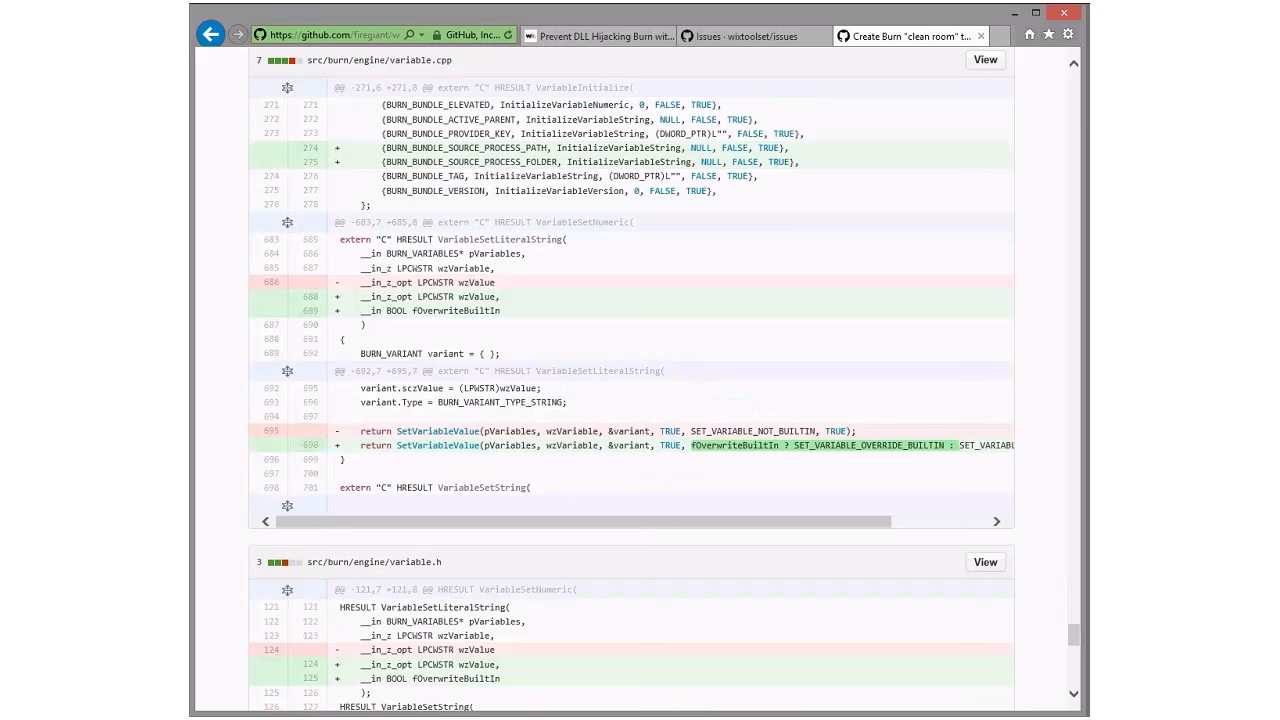 https://github.com/firegiant/w
GitHub, Inc...
Prevent DLL Hijacking Burn wit...
Issues · wixtoolset/issues
Create Burn "clean room" t...
7 src/burn/engine/variable.cpp
View
@@ -271,6 +271,8 @@ extern "C" HRESULT VariableInitialize(
271 271 {BURN_BUNDLE_ELEVATED, InitializeVariableNumeric, 0, FALSE, TRUE},
272 272 {BURN_BUNDLE_ACTIVE_PARENT, InitializeVariableString, NULL, FALSE, TRUE},
273 273 {BURN_BUNDLE_PROVIDER_KEY, InitializeVariableString, (DWORD_PTR)L"", FALSE, TRUE},
274 + {BURN_BUNDLE_SOURCE_PROCESS_PATH, InitializeVariableString, NULL, FALSE, TRUE},
275 + {BURN_BUNDLE_SOURCE_PROCESS_FOLDER, InitializeVariableString, NULL, FALSE, TRUE},
274 276 {BURN_BUNDLE_TAG, InitializeVariableString, (DWORD_PTR)L"", FALSE, TRUE},
275 277 {BURN_BUNDLE_VERSION, InitializeVariableVersion, 0, FALSE, TRUE},
276 278 };
@@ -683,7 +685,8 @@ extern "C" HRESULT VariableSetNumeric(
683 685 extern "C" HRESULT VariableSetLiteralString(
684 686 __in BURN_VARIABLES* pVariables,
685 687 __in_z LPCWSTR wzVariable,
686 - __in_z_opt LPCWSTR wzValue
688 + __in_z_opt LPCWSTR wzValue,
689 + __in BOOL fOverwriteBuiltIn
687 690 )
688 691 {
689 692 BURN_VARIANT variant = { };
@@ -692,7 +695,7 @@ extern "C" HRESULT VariableSetLiteralString(
692 695 variant.sczValue = (LPWSTR)wzValue;
693 696 variant.Type = BURN_VARIANT_TYPE_STRING;
694 697
695 - return SetVariableValue(pVariables, wzVariable, &variant, TRUE, SET_VARIABLE_NOT_BUILTIN, TRUE);
698 + return SetVariableValue(pVariables, wzVariable, &variant, TRUE, fOverwriteBuiltIn ? SET_VARIABLE_OVERRIDE_BUILTIN : SET_VARIABL
696 699 }
697 700
698 701 extern "C" HRESULT VariableSetString(
3 src/burn/engine/variable.h
View
@@ -121,7 +121,8 @@ HRESULT VariableSetNumeric(
121 121 HRESULT VariableSetLiteralString(
122 122 __in BURN_VARIABLES* pVariables,
123 123 __in_z LPCWSTR wzVariable,
124 - __in_z_opt LPCWSTR wzValue
124 + __in_z_opt LPCWSTR wzValue,
125 + __in BOOL fOverwriteBuiltIn
125 126 );
126 127 HRESULT VariableSetString(